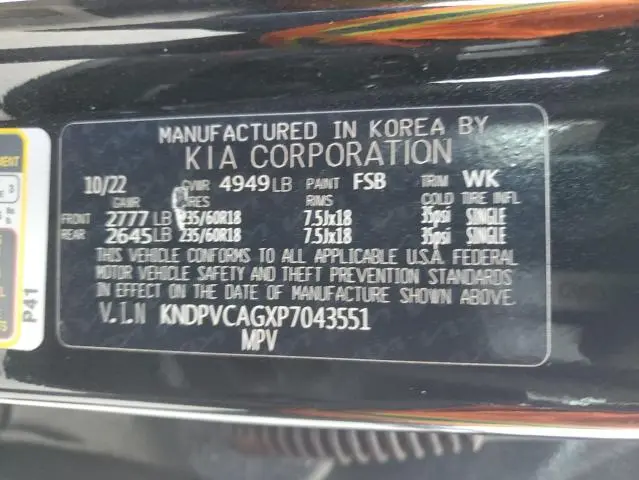 MANUFACTURED IN KOREA BY
KIA CORPORATION
10/22 GVWR 4949 LB PAINT FSB TRIM WK
GAWR TIRES RIMS COLD TIRE INFL
FRONT 2777 LB 235/60R18 7.5Jx18 35psi SINGLE
REAR 2645 LB 235/60R18 7.5Jx18 35psi SINGLE
THIS VEHICLE CONFORMS TO ALL APPLICABLE U.S.A. FEDERAL
MOTOR VEHICLE SAFETY AND THEFT PREVENTION STANDARDS
IN EFFECT ON THE DATE OF MANUFACTURE SHOWN ABOVE.
V.I.N KNDPVCAGXP7043551
MPV
P41
3